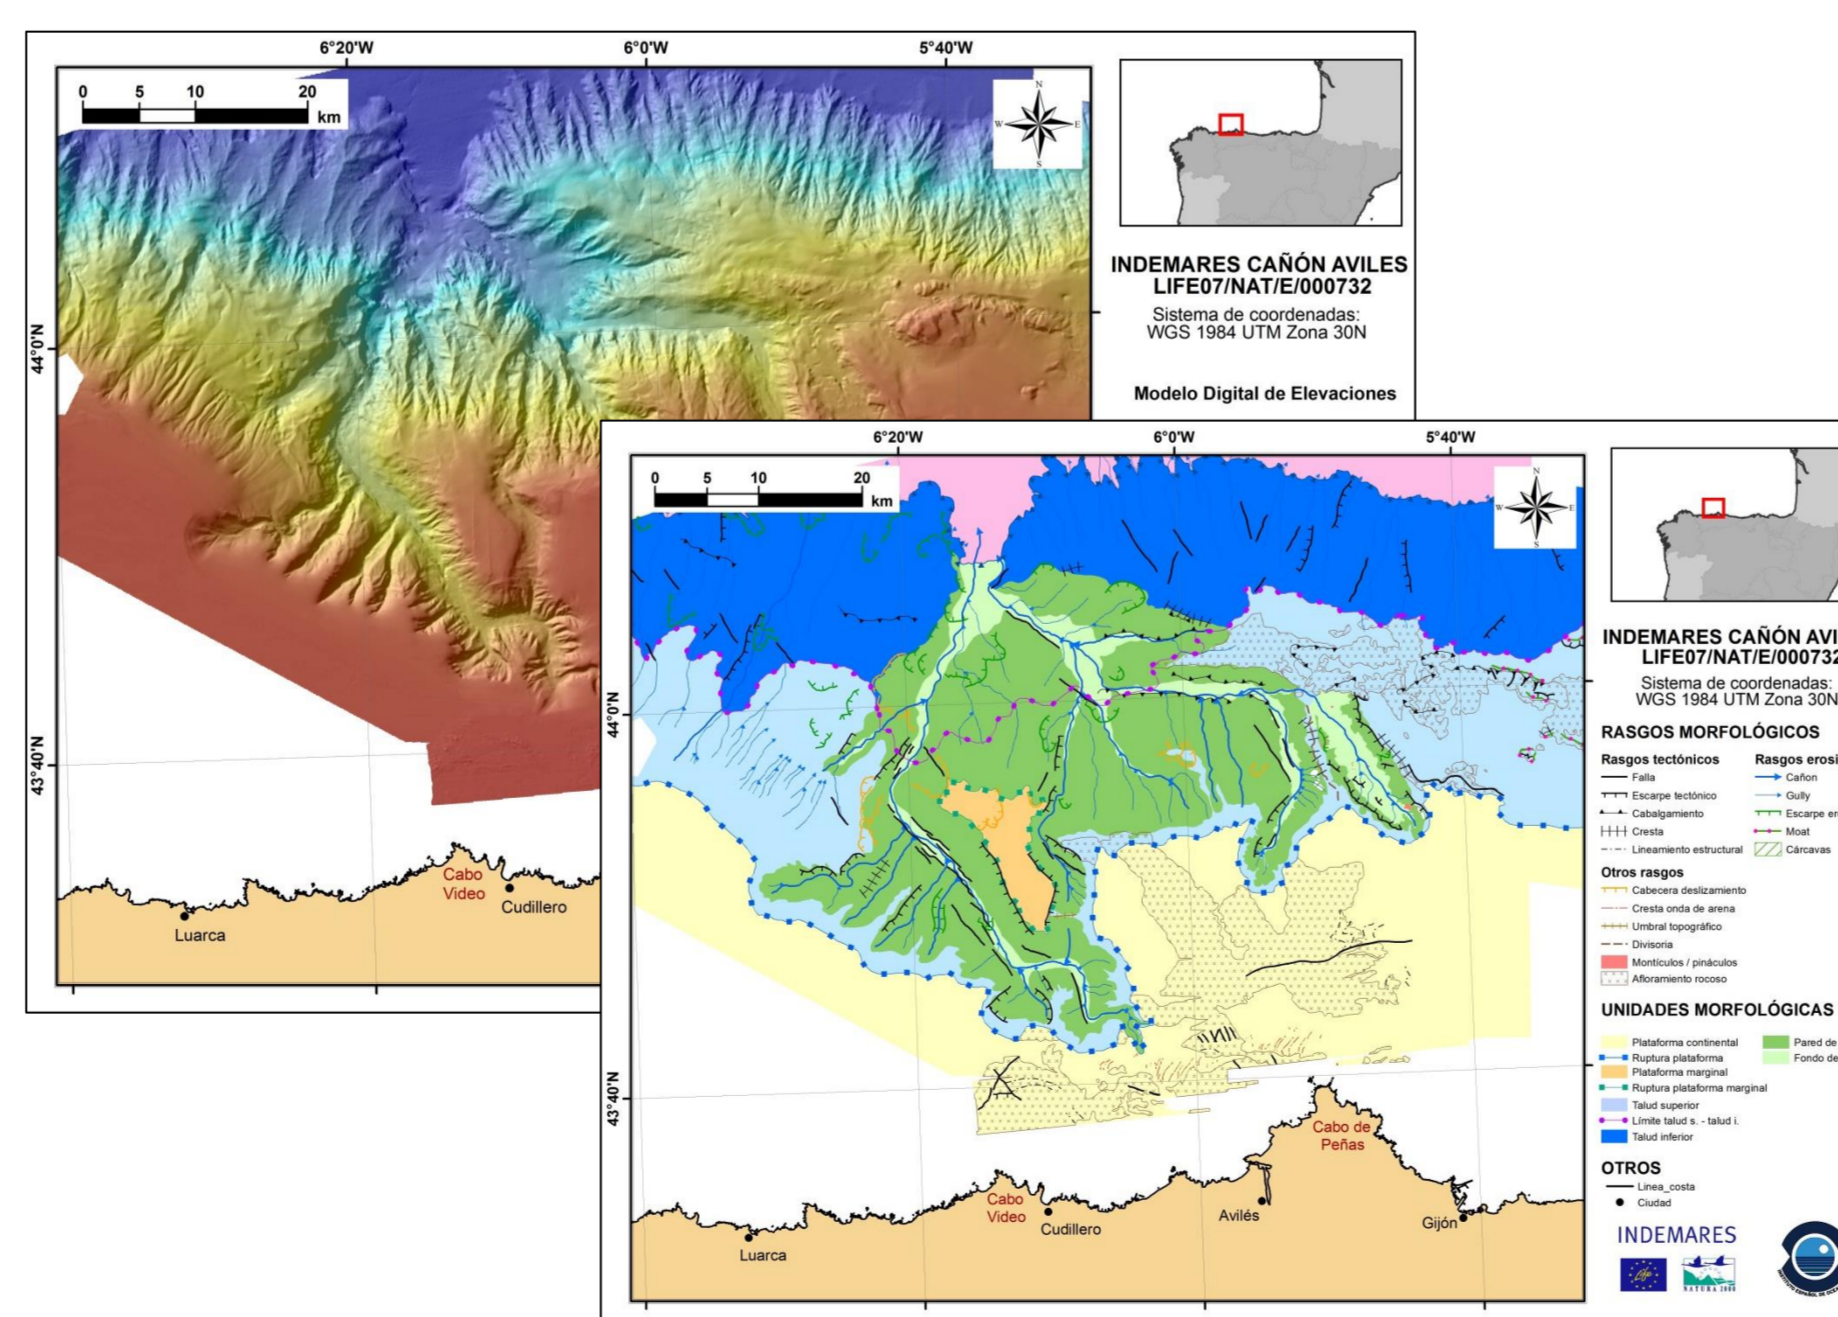 6°20'W 6°0'W 5°40'W
0 5 10 20
km
N
W E
S
44°0'N
43°40'N
INDEMARES CAÑÓN AVILES
LIFE07/NAT/E/000732
Sistema de coordenadas:
WGS 1984 UTM Zona 30N
Modelo Digital de Elevaciones
Cabo
Video
Cudillero
Luarca
6°20'W 6°0'W 5°40'W
0 5 10 20
km
N
W E
S
44°0'N
43°40'N
Cabo de
Peñas
Cabo
Video
Cudillero
Avilés
Gijón
Luarca
INDEMARES CAÑÓN AVI
LIFE07/NAT/E/000732
Sistema de coordenadas:
WGS 1984 UTM Zona 30N
RASGOS MORFOLÓGICOS
Rasgos tectónicos
Falla
Escarpe tectónico
Cabalgamiento
Cresta
Lineamiento estructural
Rasgos erosi
Cañon
Gully
Escarpe er
Moat
Cárcavas
Otros rasgos
Cabecera deslizamiento
Cresta onda de arena
Umbral topográfico
Divisoria
Montículos / pináculos
Afloramiento rocoso
UNIDADES MORFOLÓGICAS
Plataforma continental
Ruptura plataforma
Plataforma marginal
Ruptura plataforma marginal
Talud superior
Límite talud s. - talud i.
Talud inferior
Pared de
Fondo de
OTROS
Linea_costa
Ciudad
INDEMARES
Life
NATURA 2000